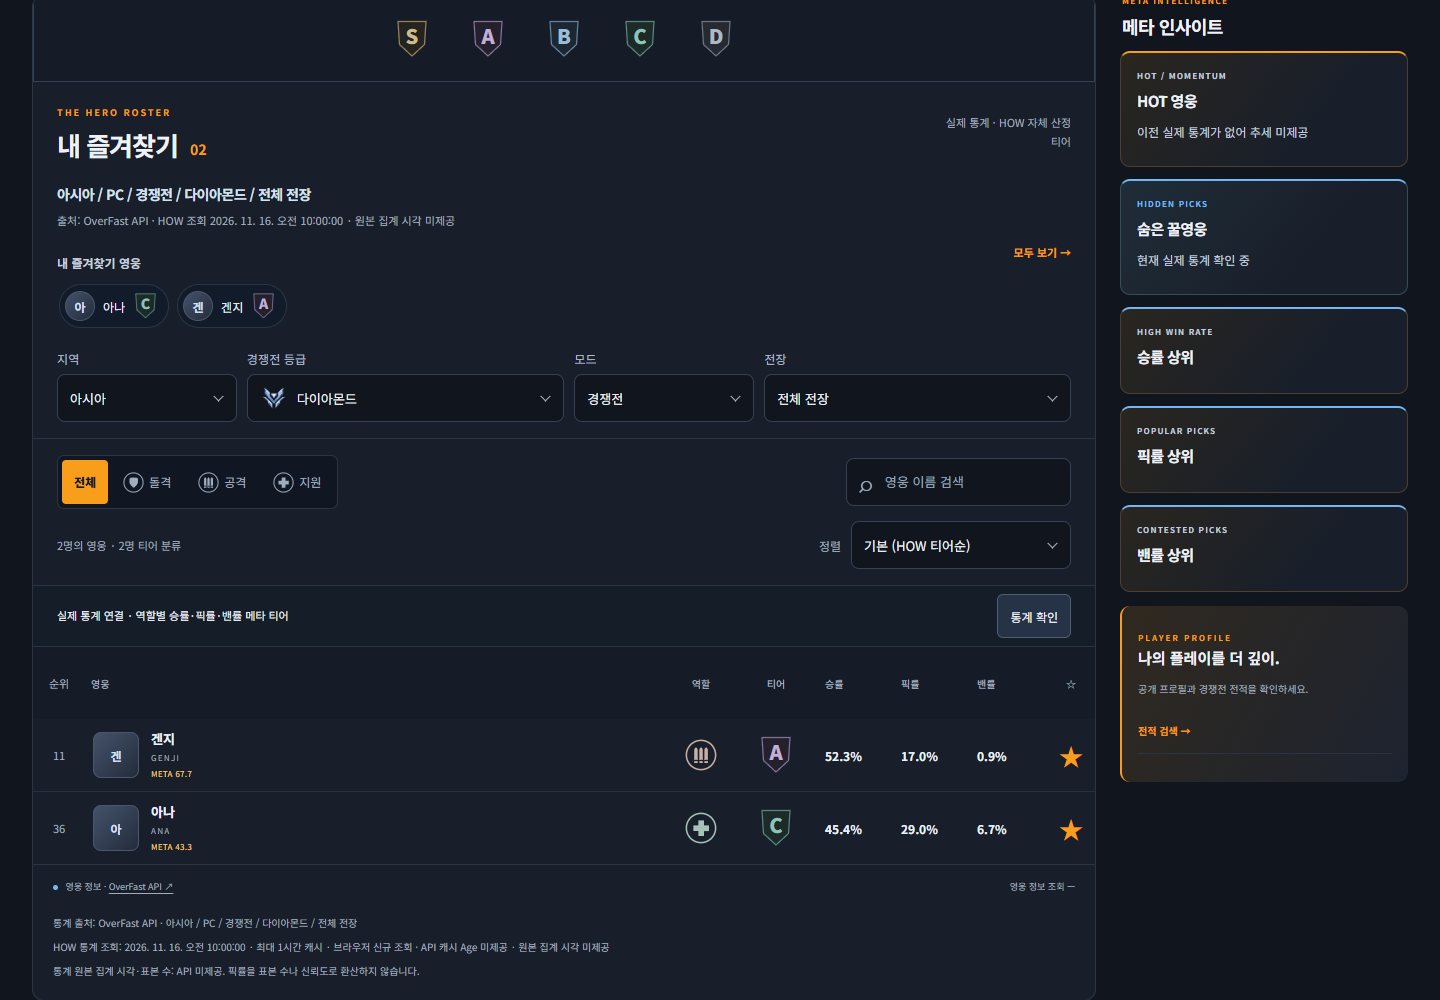 S A B C D
THE HERO ROSTER
내 즐겨찾기 02
실제 통계 · HOW 자체 산정
티어
아시아 / PC / 경쟁전 / 다이아몬드 / 전체 전장
출처: OverFast API · HOW 조회 2026. 11. 16. 오전 10:00:00 · 원본 집계 시각 미제공
모두 보기 →
내 즐겨찾기 영웅
아 아나 C
겐 겐지 A
지역 경쟁전 등급 모드 전장
아시아 다이아몬드 경쟁전 전체 전장
전체 돌격 공격 지원
영웅 이름 검색
2명의 영웅 · 2명 티어 분류
정렬 기본 (HOW 티어순)
실제 통계 연결 · 역할별 승률·픽률·밴률 메타 티어
통계 확인
순위 영웅 역할 티어 승률 픽률 밴률 ☆
11 겐 겐지 A 52.3% 17.0% 0.9% ★
GENJI
META 67.7
36 아 아나 C 45.4% 29.0% 6.7% ★
ANA
META 43.3
영웅 정보 · OverFast API ↗
영웅 정보 조회 —
통계 출처: OverFast API · 아시아 / PC / 경쟁전 / 다이아몬드 / 전체 전장
HOW 통계 조회: 2026. 11. 16. 오전 10:00:00 · 최대 1시간 캐시 · 브라우저 신규 조회 · API 캐시 Age 미제공 · 원본 집계 시각 미제공
통계 원본 집계 시각·표본 수: API 미제공. 픽률을 표본 수나 신뢰도로 환산하지 않습니다.
META INTELLIGENCE
메타 인사이트
HOT / MOMENTUM
HOT 영웅
이전 실제 통계가 없어 추세 미제공
HIDDEN PICKS
숨은 꿀영웅
현재 실제 통계 확인 중
HIGH WIN RATE
승률 상위
POPULAR PICKS
픽률 상위
CONTESTED PICKS
밴률 상위
PLAYER PROFILE
나의 플레이를 더 깊이.
공개 프로필과 경쟁전 전적을 확인하세요.
전적 검색 →